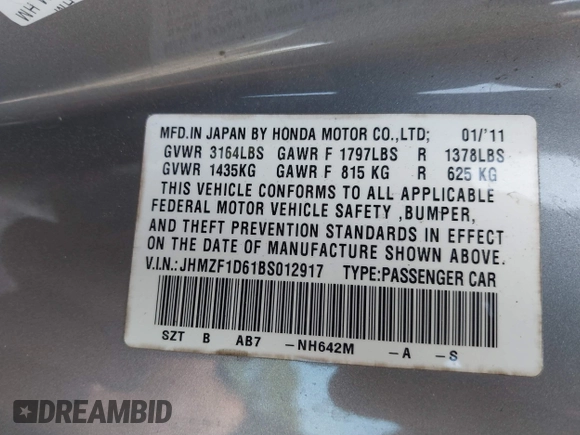 MFD.IN JAPAN BY HONDA MOTOR CO.,LTD; 01/'11
GVWR 3164LBS GAWR F 1797LBS R 1378LBS
GVWR 1435KG GAWR F 815 KG R 625 KG
THIS VEHICLE CONFORMS TO ALL APPLICABLE
FEDERAL MOTOR VEHICLE SAFETY ,BUMPER,
AND THEFT PREVENTION STANDARDS IN EFFECT
ON THE DATE OF MANUFACTURE SHOWN ABOVE.
V.I.N.:JHMZF1D61BS012917 TYPE:PASSENGER CAR
SZT B AB7 -NH642M -A -S
DREAMBID